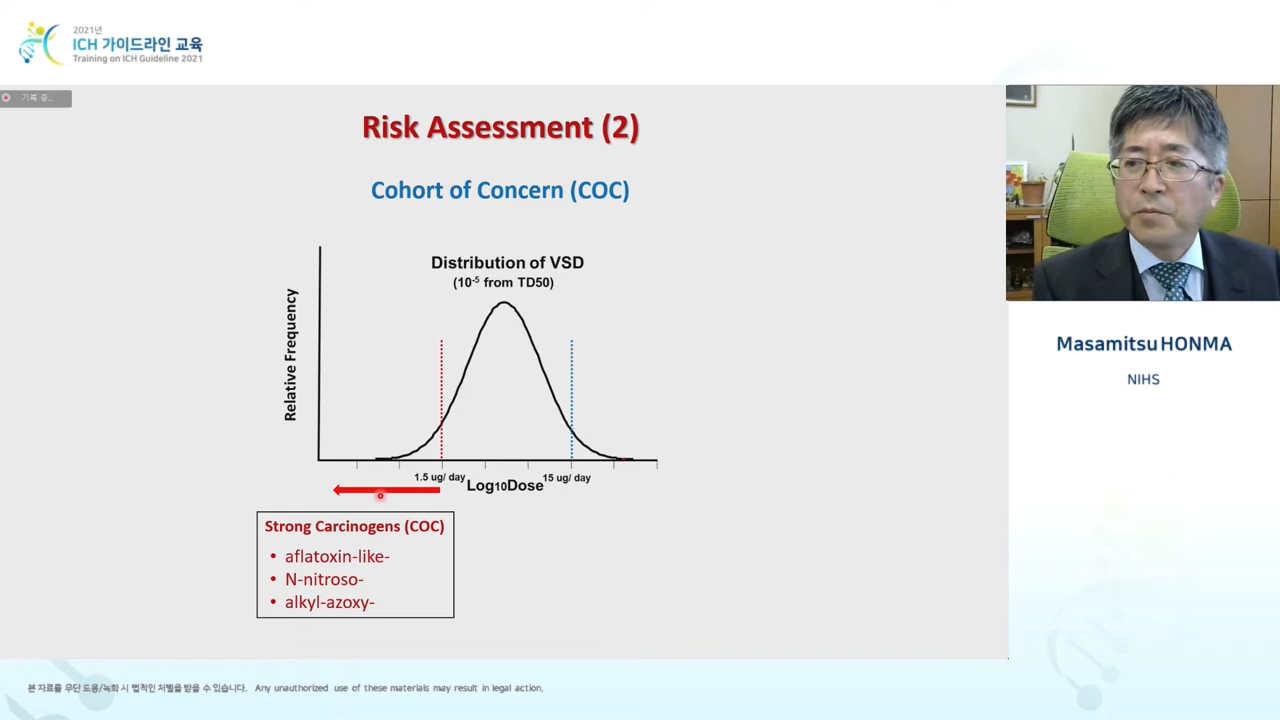 2021년
ICH 가이드라인 교육
Training on ICH Guideline 2021
기록 중...
Risk Assessment (2)
Cohort of Concern (COC)
Distribution of VSD
(10-5 from TD50)
Relative Frequency
1.5 ug/ day
15 ug/ day
Log10Dose
Strong Carcinogens (COC)
• aflatoxin-like-
• N-nitroso-
• alkyl-azoxy-
Masamitsu HONMA
NIHS
본 자료를 무단 도용/녹화 시 법적인 처벌을 받을 수 있습니다. Any unauthorized use of these materials may result in legal action.